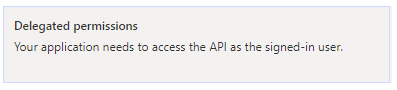 Delegated permissions
Your application needs to access the API as the signed-in user.